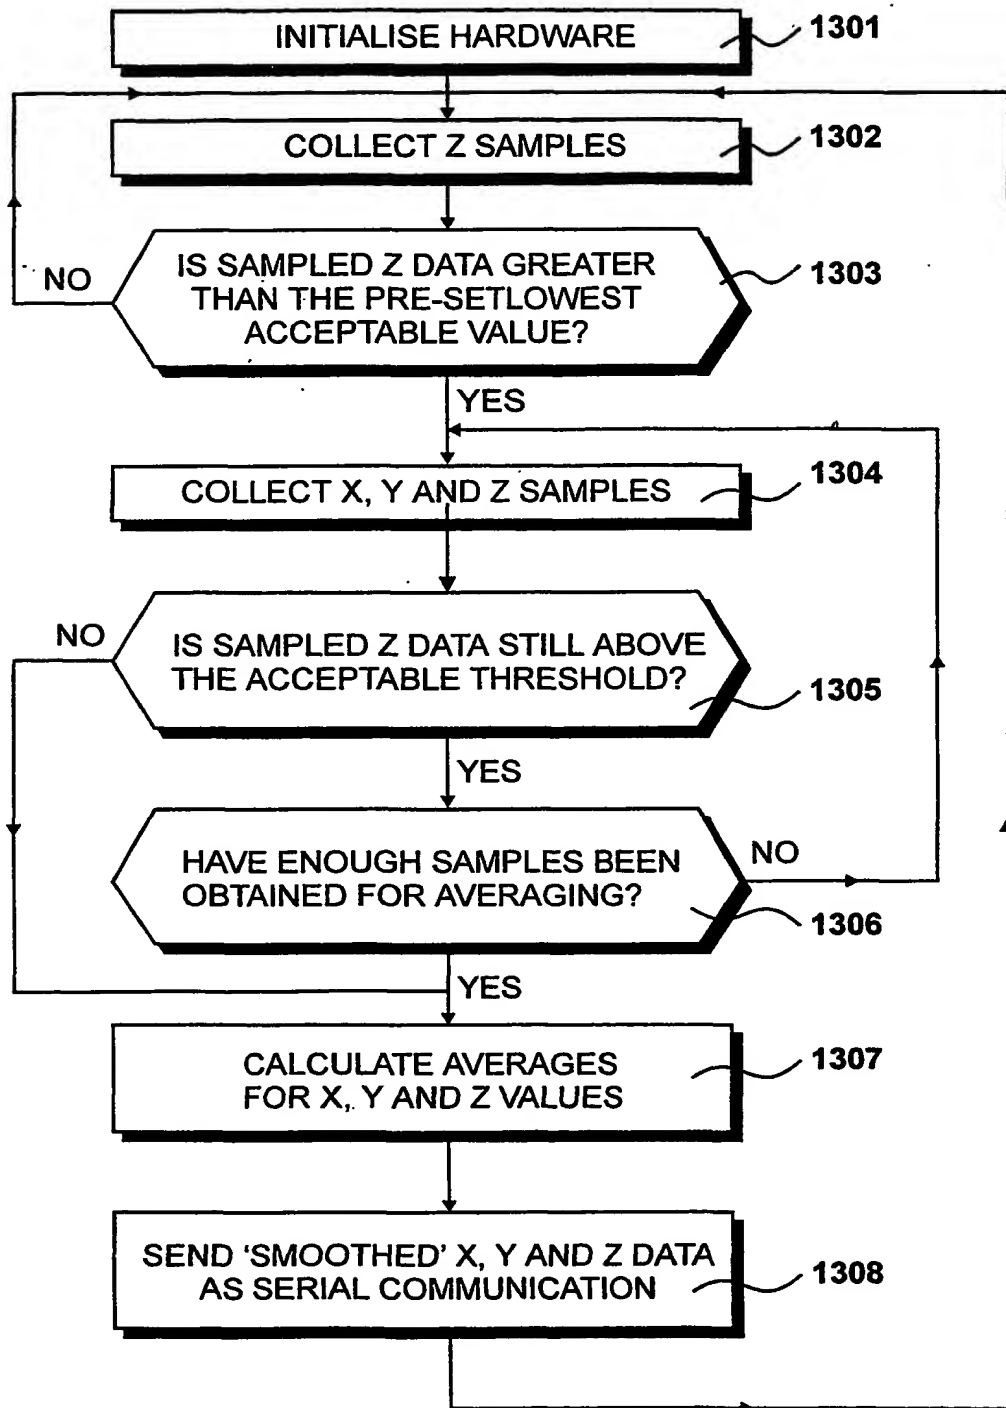 INITIALISE HARDWARE
1301
COLLECT Z SAMPLES
1302
IS SAMPLED Z DATA GREATER
THAN THE PRE-SETLOWEST
ACCEPTABLE VALUE?
1303
NO
YES
COLLECT X, Y AND Z SAMPLES
1304
NO
IS SAMPLED Z DATA STILL ABOVE
THE ACCEPTABLE THRESHOLD?
1305
YES
HAVE ENOUGH SAMPLES BEEN
OBTAINED FOR AVERAGING?
NO
1306
YES
CALCULATE AVERAGES
FOR X, Y AND Z VALUES
1307
SEND 'SMOOTHED' X, Y AND Z DATA
AS SERIAL COMMUNICATION
1308